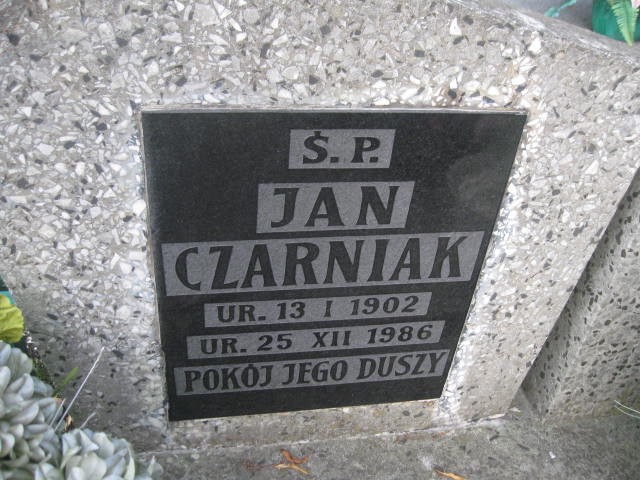 Ś.P.
JAN
CZARNIAK
UR. 13 I 1902
UR. 25 XII 1986
POKÓJ JEGO DUSZY